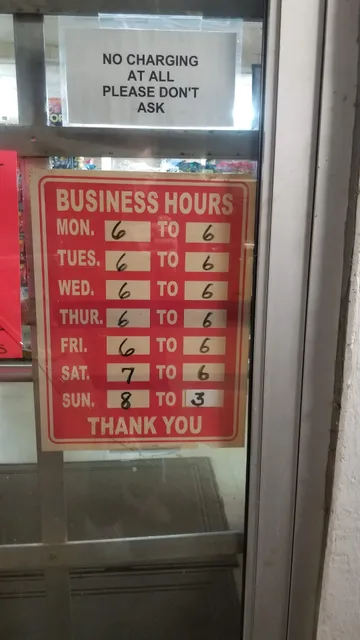 NO CHARGING
AT ALL
PLEASE DON'T
ASK
BUSINESS HOURS
MON. 6 TO 6
TUES. 6 TO 6
WED. 6 TO 6
THUR. 6 TO 6
FRI. 6 TO 6
SAT. 7 TO 6
SUN. 8 TO 3
THANK YOU